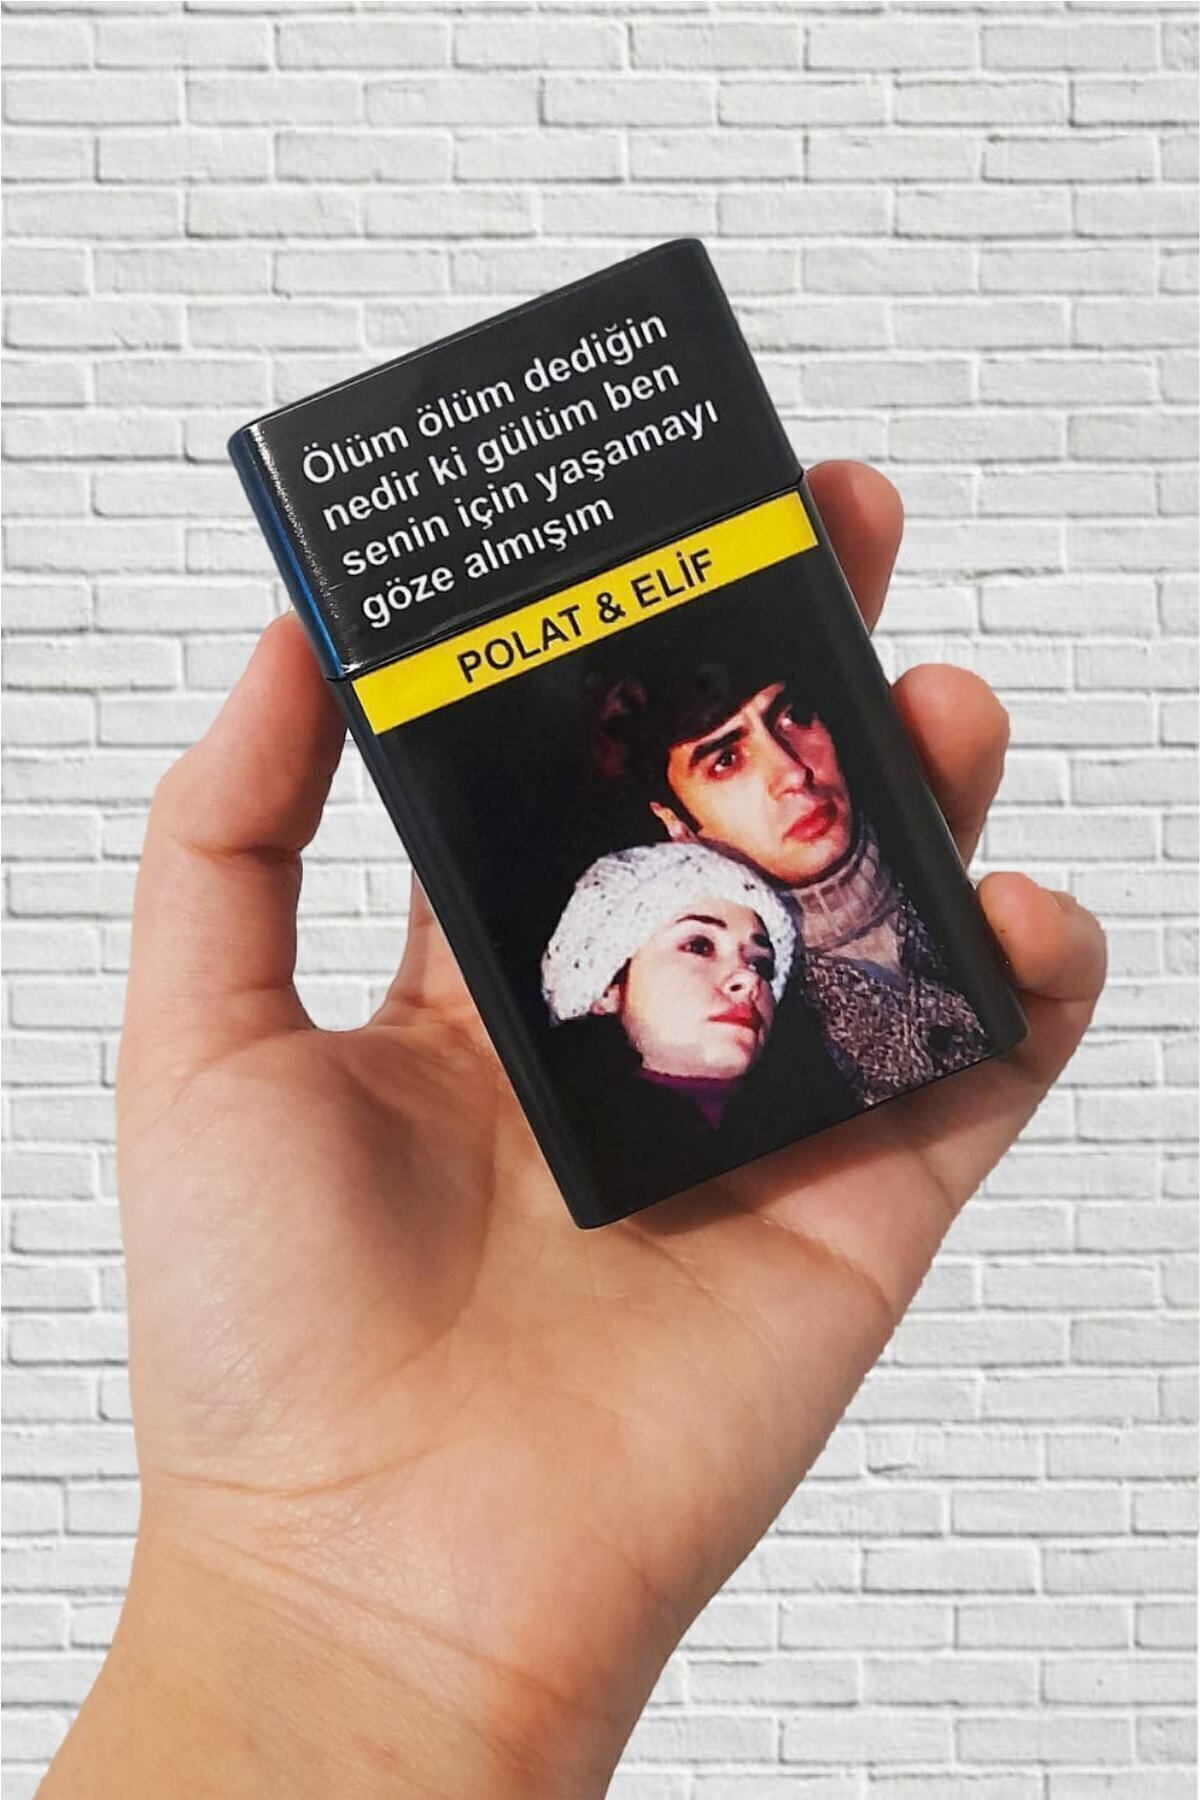 Ölüm ölüm dediğin
nedir ki gülüm ben
senin için yaşamayı
göze almışım
POLAT & ELİF